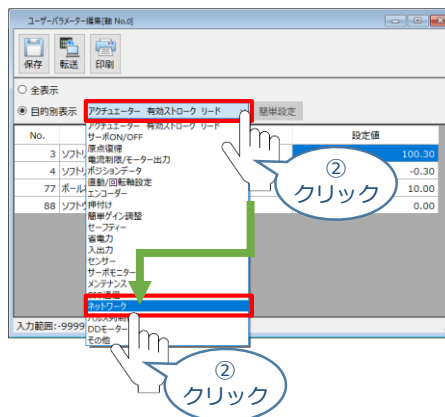 ユーザパラメーター編集[軸 No.0]
保存 転送 印刷
全表示
目的別表示 アクチュエーター 有効ストローク リード 簡単設定
No. 設定値
3 ソフトリ 100.30
4 ソフトリ -0.30
77 ボール 10.00
88 ソフト 0.00
アクチュエーター 有効ストローク リード
サーボON/OFF
原点復帰
電流制限/モーター出力
ポジションデータ
直動/回転軸設定
エンコーダー
押付け
簡単ゲイン調整
セーフティー
省電力
入出力
センサー
サーボモニター
メンテナンス
ネットワーク
DDモーター
その他
入力範囲:-9999
②
クリック
②
クリック